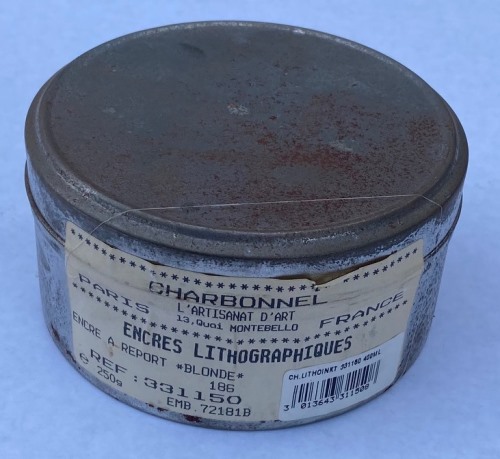 ************************
CHARBONNEL
L'ARTISANAT D'ART
PARIS 13,Quai MONTEBELLO FRANCE
************************
ENCRES LITHOGRAPHIQUES
ENCRE A REPORT *BLONDE*
186
REF : 331150
℮ 250g EMB.72181B
CH.LITHOINKT 331150 400ML
3 013643 311508